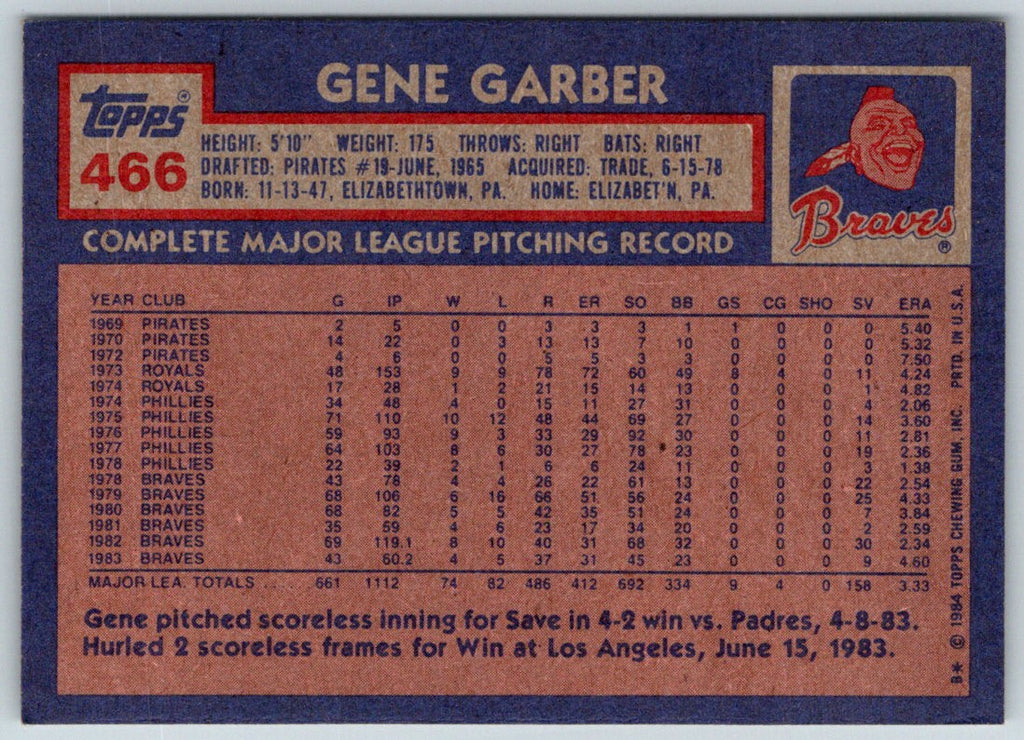 GENE GARBER
TOPPS®
466
HEIGHT: 5'10" WEIGHT: 175 THROWS: RIGHT BATS: RIGHT
DRAFTED: PIRATES #19-JUNE, 1965 ACQUIRED: TRADE, 6-15-78
BORN: 11-13-47, ELIZABETHTOWN, PA. HOME: ELIZABET'N, PA.
Braves®
COMPLETE MAJOR LEAGUE PITCHING RECORD
YEAR CLUB G IP W L R ER SO BB GS CG SHO SV ERA
1969 PIRATES 2 5 0 0 3 3 3 1 1 0 0 0 5.40
1970 PIRATES 14 22 0 3 13 13 7 10 0 0 0 0 5.32
1972 PIRATES 4 6 0 0 5 5 3 3 0 0 0 0 7.50
1973 ROYALS 48 153 9 9 78 72 60 49 8 4 0 11 4.24
1974 ROYALS 17 28 1 2 21 15 14 13 0 0 0 1 4.82
1974 PHILLIES 34 48 4 0 15 11 27 31 0 0 0 4 2.06
1975 PHILLIES 71 110 10 12 48 44 69 27 0 0 0 14 3.60
1976 PHILLIES 59 93 9 3 33 29 92 30 0 0 0 11 2.81
1977 PHILLIES 64 103 8 6 30 27 78 23 0 0 0 19 2.36
1978 PHILLIES 22 39 2 1 6 6 24 11 0 0 0 3 1.38
1978 BRAVES 43 78 4 4 26 22 61 13 0 0 0 22 2.54
1979 BRAVES 68 106 6 16 66 51 56 24 0 0 0 25 4.33
1980 BRAVES 68 82 5 5 42 35 51 24 0 0 0 7 3.84
1981 BRAVES 35 59 4 6 23 17 34 20 0 0 0 2 2.59
1982 BRAVES 69 119.1 8 10 40 31 68 32 0 0 0 30 2.34
1983 BRAVES 43 60.2 4 5 37 31 45 23 0 0 0 9 4.60
MAJOR LEA. TOTALS . . . . 661 1112 74 82 486 412 692 334 9 4 0 158 3.33
Gene pitched scoreless inning for Save in 4-2 win vs. Padres, 4-8-83.
Hurled 2 scoreless frames for Win at Los Angeles, June 15, 1983.
B* © 1984 TOPPS CHEWING GUM, INC. PRTD. IN U.S.A.